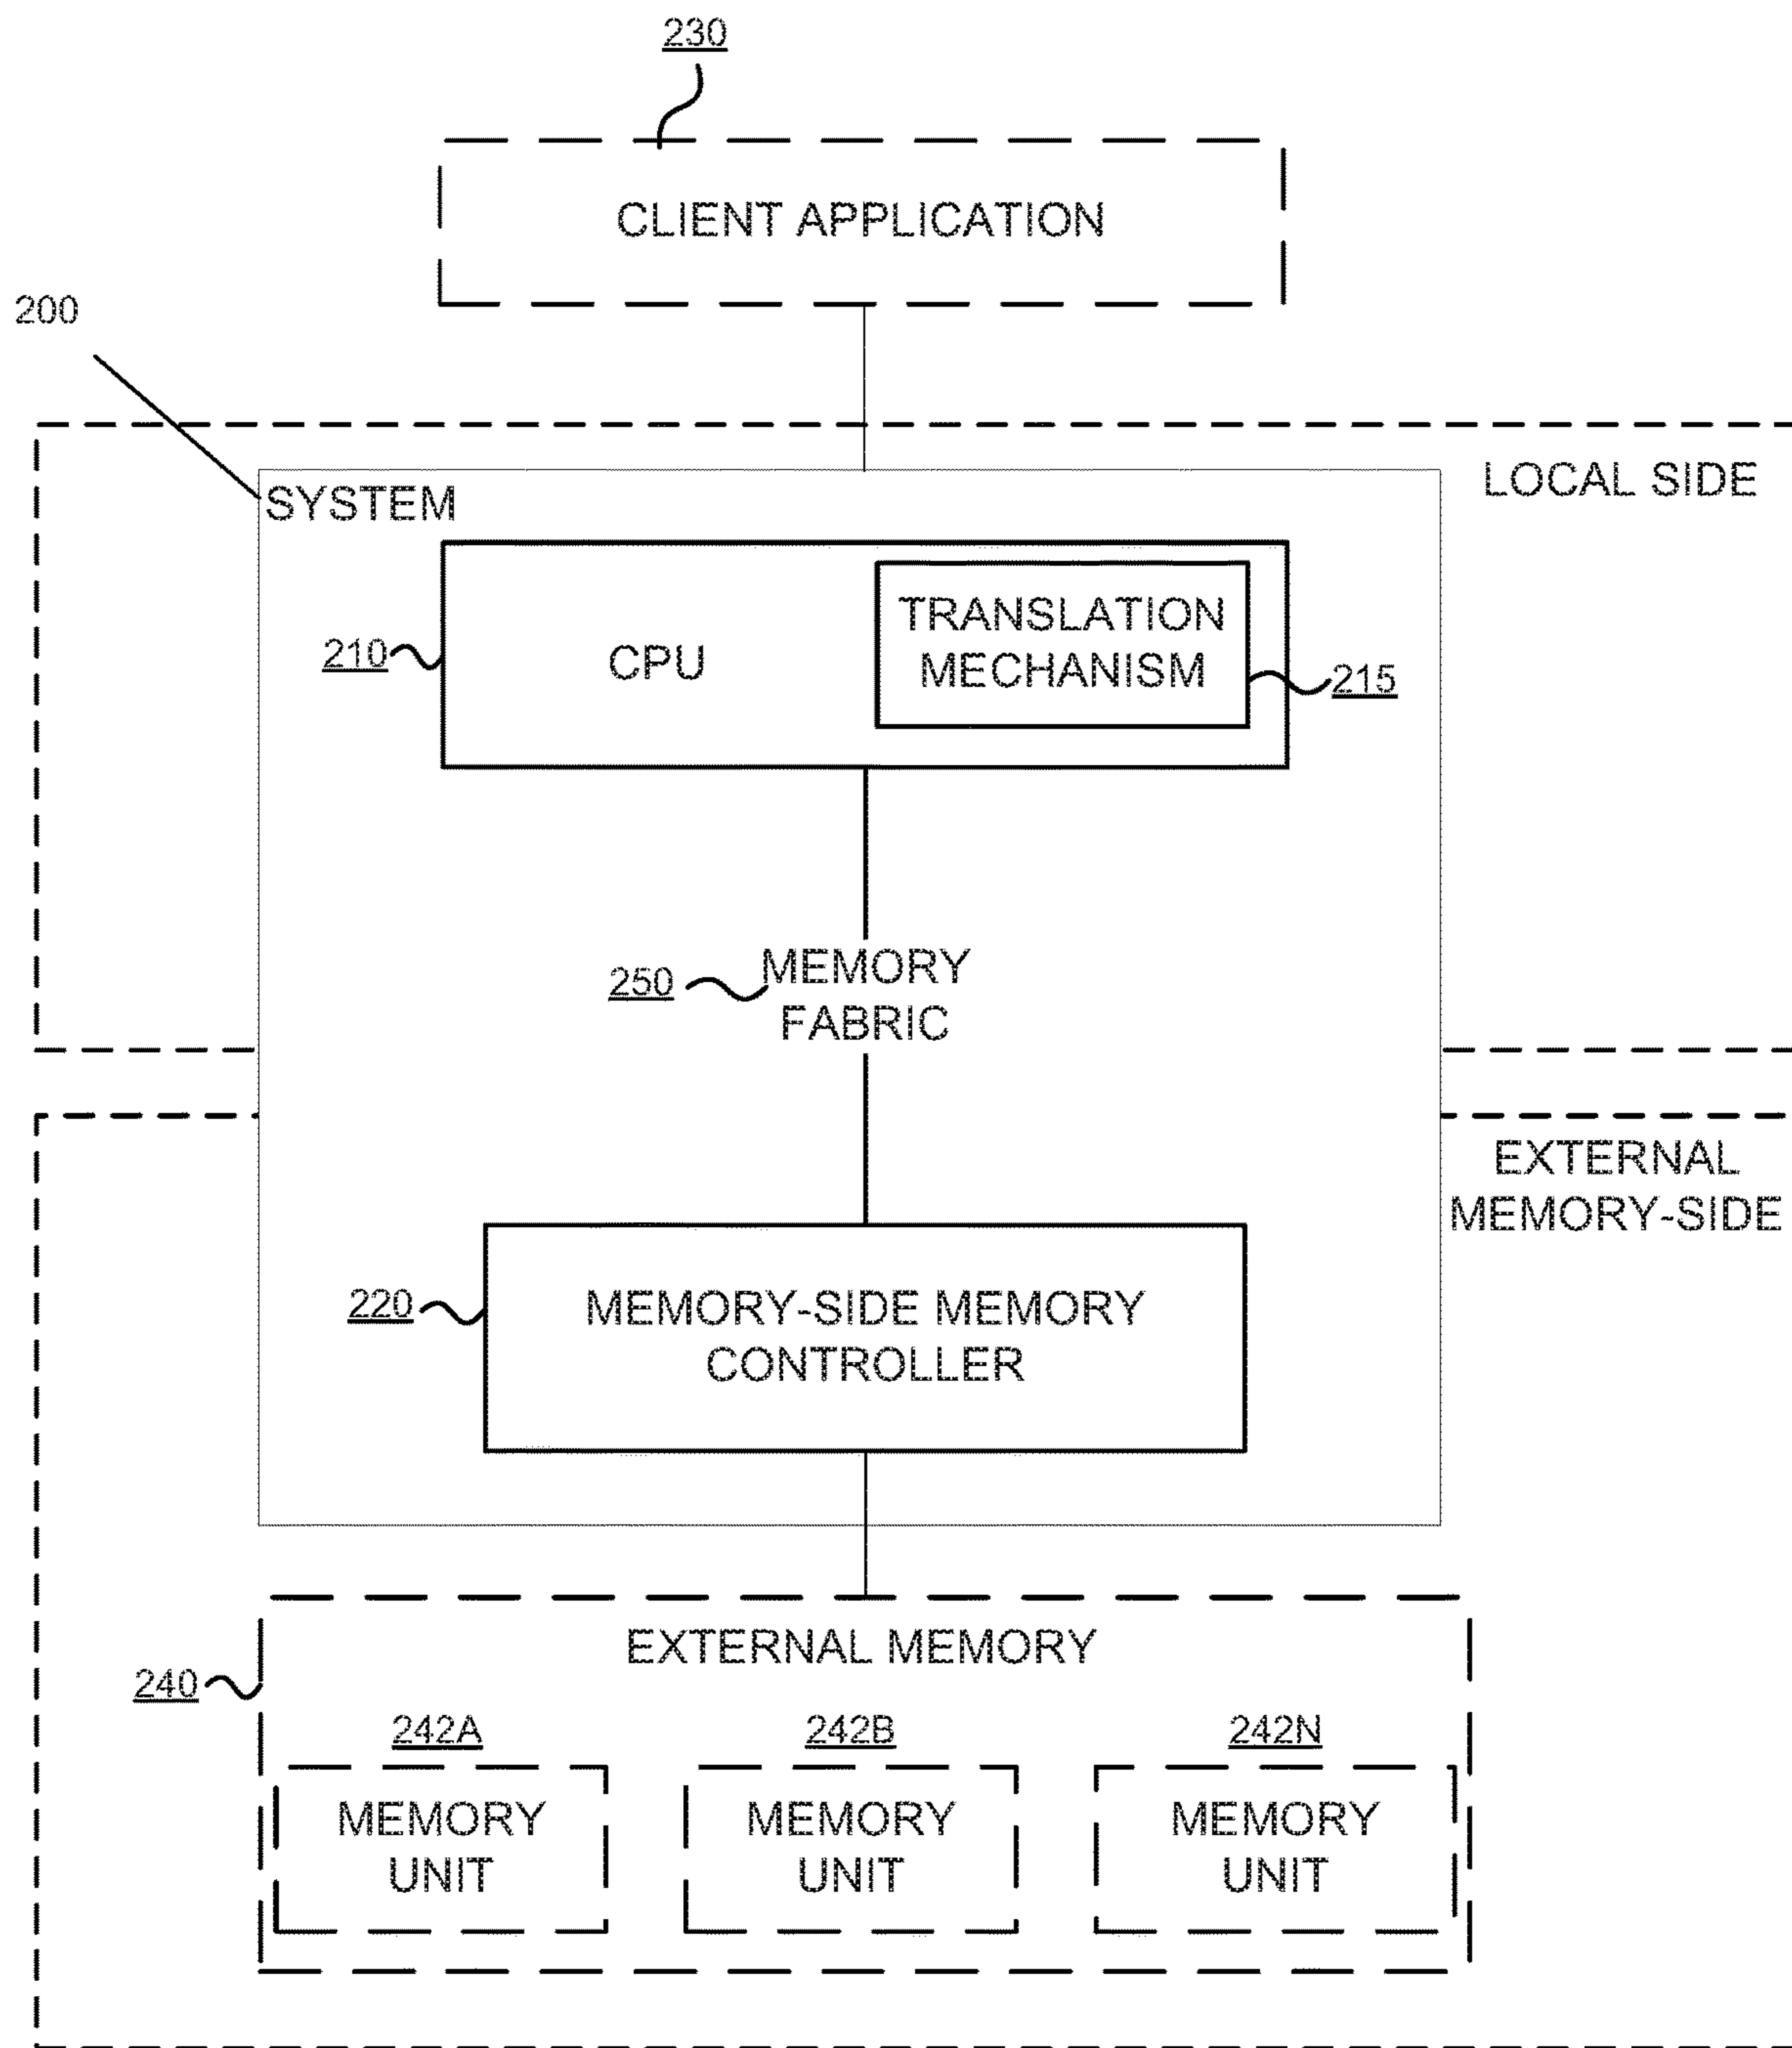 230
CLIENT APPLICATION
200
LOCAL SIDE
SYSTEM
TRANSLATION
MECHANISM
210
CPU
215
MEMORY
250
FABRIC
EXTERNAL
MEMORY-SIDE
220
MEMORY-SIDE MEMORY
CONTROLLER
EXTERNAL MEMORY
240
242A
242B
242N
MEMORY
UNIT
MEMORY
UNIT
MEMORY
UNIT